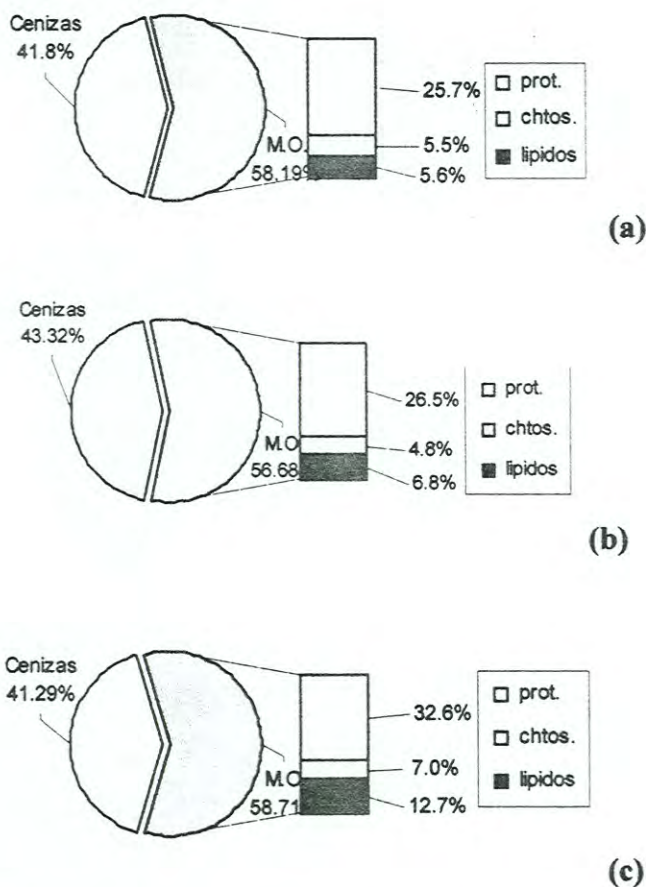 Cenizas
41.8%
M.O.
58.19%
25.7%
5.5%
5.6%
prot.
chtos.
lipidos
(a)
Cenizas
43.32%
M.O
56.68
26.5%
4.8%
6.8%
prot.
chtos.
lipidos
(b)
Cenizas
41.29%
M.O
58.71
32.6%
7.0%
12.7%
prot.
chtos.
lipidos
(c)